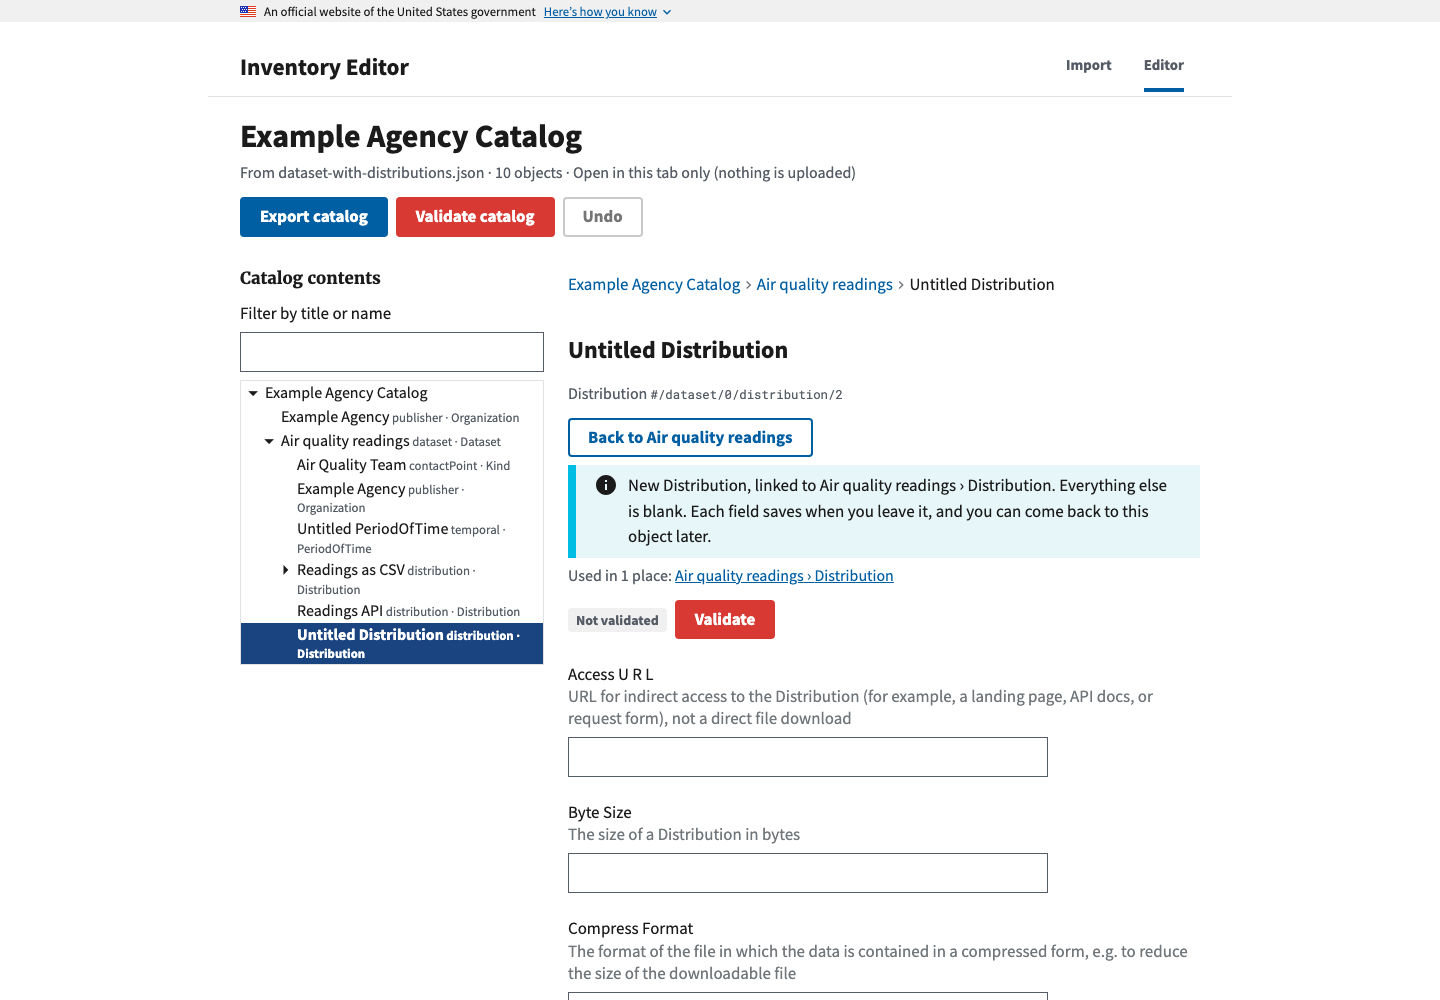 An official website of the United States government Here's how you know
Inventory Editor
Import
Editor
Example Agency Catalog
From dataset-with-distributions.json · 10 objects · Open in this tab only (nothing is uploaded)
Export catalog
Validate catalog
Undo
Catalog contents
Filter by title or name
Example Agency Catalog
Example Agency publisher · Organization
Air quality readings dataset · Dataset
Air Quality Team contactPoint · Kind
Example Agency publisher ·
Organization
Untitled PeriodOfTime temporal ·
PeriodOfTime
Readings as CSV distribution ·
Distribution
Readings API distribution · Distribution
Untitled Distribution distribution ·
Distribution
Example Agency Catalog › Air quality readings › Untitled Distribution
Untitled Distribution
Distribution #/dataset/0/distribution/2
Back to Air quality readings
New Distribution, linked to Air quality readings › Distribution. Everything else
is blank. Each field saves when you leave it, and you can come back to this
object later.
Used in 1 place: Air quality readings › Distribution
Not validated
Validate
Access U R L
URL for indirect access to the Distribution (for example, a landing page, API docs, or
request form), not a direct file download
Byte Size
The size of a Distribution in bytes
Compress Format
The format of the file in which the data is contained in a compressed form, e.g. to reduce
the size of the downloadable file